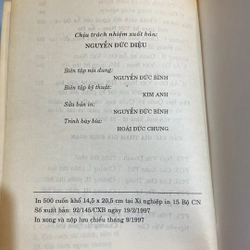 Chịu trách nhiệm xuất bản:
NGUYỄN ĐỨC DIỆU
Biên tập nội dung:
NGUYỄN ĐỨC BÌNH
Biên tập kỹ thuật:
KIM ANH
Sửa bản in:
NGUYỄN ĐỨC BÌNH
Trình bày bìa:
HOÀI ĐỨC CHUNG
In 500 cuốn khổ 14,5 x 20,5 cm tại Xí nghiệp in 15 Bộ CN
Số xuất bản: 92/145/CXB ngày 19/2/1997
In xong và nộp lưu chiểu tháng 9/1997